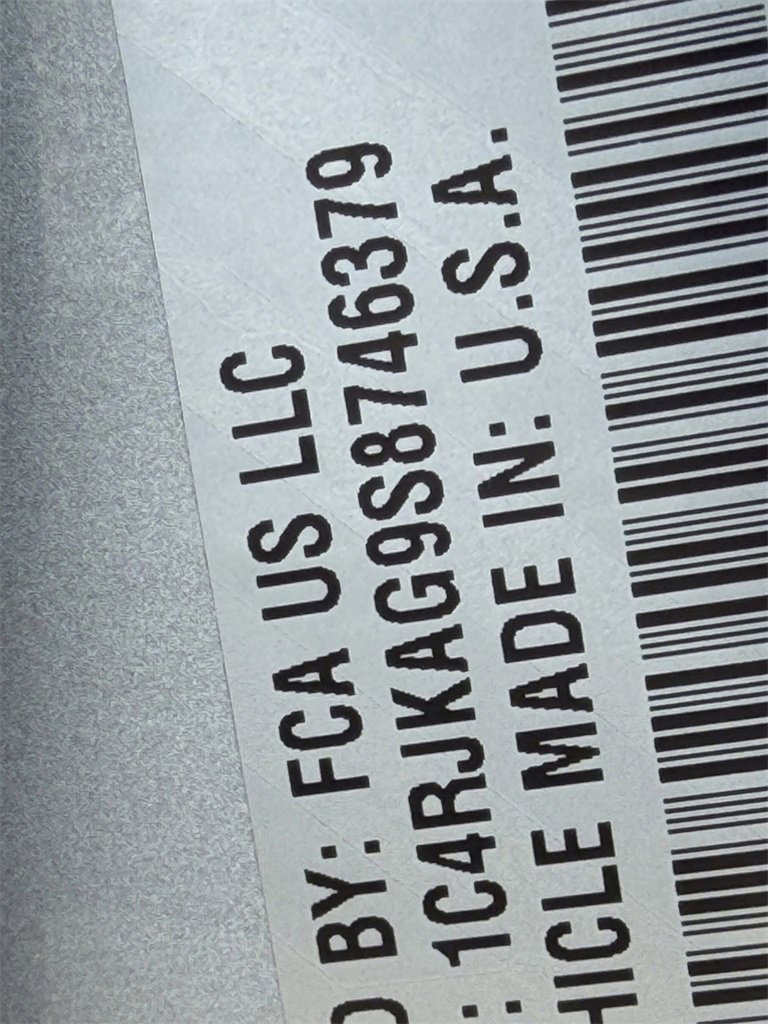 D BY: FCA US LLC
: 1C4RJKAG9S8746379
HICLE MADE IN: U.S.A.